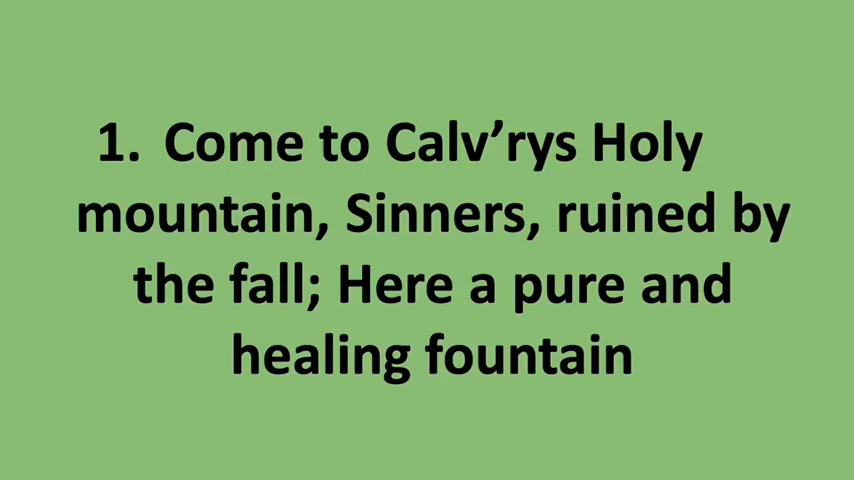 1. Come to Calv’rys Holy
mountain, Sinners, ruined by
the fall; Here a pure and
healing fountain